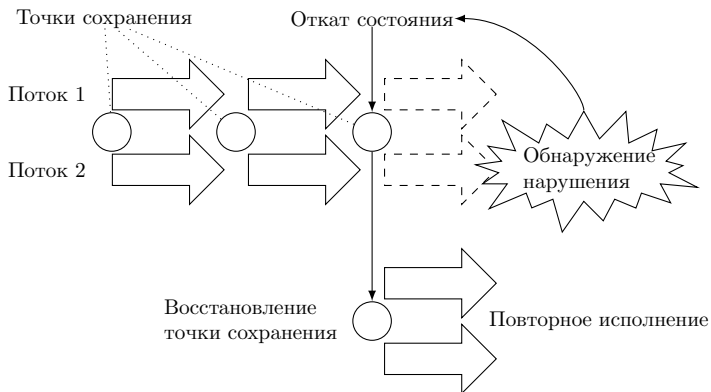 Точки сохранения
Откат состояния
Поток 1
Поток 2
Обнаружение
нарушения
Восстановление
точки сохранения
Повторное исполнение